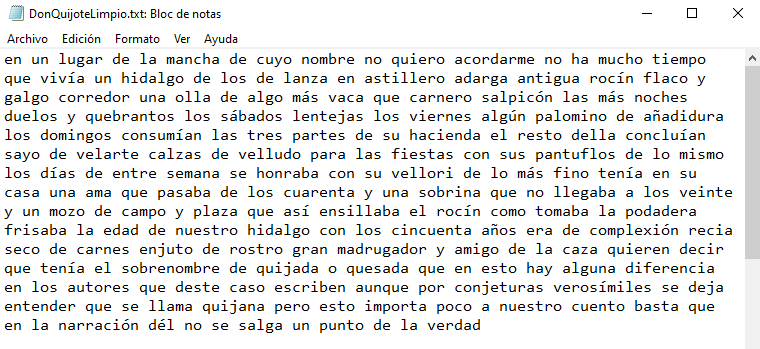 DonQuijoteLimpio.txt: Bloc de notas
Archivo Edición Formato Ver Ayuda
en un lugar de la mancha de cuyo nombre no quiero acordarme no ha mucho tiempo
que vivía un hidalgo de los de lanza en astillero adarga antigua rocín flaco y
galgo corredor una olla de algo más vaca que carnero salpicón las más noches
duelos y quebrantos los sábados lentejas los viernes algún palomino de añadidura
los domingos consumían las tres partes de su hacienda el resto della concluían
sayo de velarte calzas de velludo para las fiestas con sus pantuflos de lo mismo
los días de entre semana se honraba con su vellori de lo más fino tenía en su
casa una ama que pasaba de los cuarenta y una sobrina que no llegaba a los veinte
y un mozo de campo y plaza que así ensillaba el rocín como tomaba la podadera
frisaba la edad de nuestro hidalgo con los cincuenta años era de complexión recia
seco de carnes enjuto de rostro gran madrugador y amigo de la caza quieren decir
que tenía el sobrenombre de quijada o quesada que en esto hay alguna diferencia
en los autores que deste caso escriben aunque por conjeturas verosímiles se deja
entender que se llama quijana pero esto importa poco a nuestro cuento basta que
en la narración dél no se salga un punto de la verdad